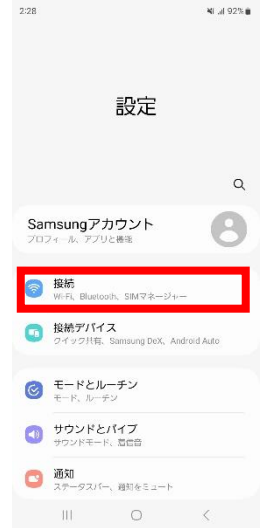 2:28 92%
設定
Samsungアカウント
プロフィール、アプリと機能
接続
Wi-Fi、Bluetooth、SIMマネージャー
接続デバイス
クイック共有、Samsung DeX、Android Auto
モードとルーチン
モード、ルーチン
サウンドとバイブ
サウンドモード、着信音
通知
ステータスバー、通知をミュート